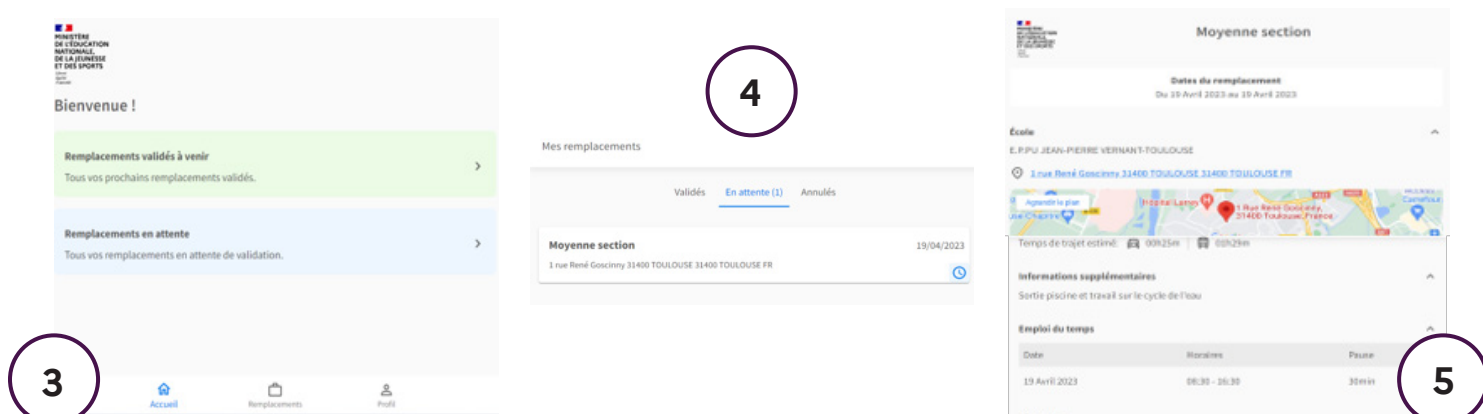 MINISTÈRE
DE L'ÉDUCATION
NATIONALE,
DE LA JEUNESSE
ET DES SPORTS
Bienvenue !
Remplacements validés à venir
Tous vos prochains remplacements validés.
Remplacements en attente
Tous vos remplacements en attente de validation.
3
Accueil
Remplacements
Profil
4
Mes remplacements
Validés
En attente (1)
Annulés
Moyenne section
19/04/2023
1 rue René Goscinny 31400 TOULOUSE 31400 TOULOUSE FR
Moyenne section
Dates du remplacement
Du 19 Avril 2023 au 19 Avril 2023
École
E.P.PU JEAN-PIERRE VERNANT-TOULOUSE
1 rue René Goscinny 31400 TOULOUSE 31400 TOULOUSE FR
Agrandir le plan
Hôpital Larrey
1 Rue René Goscinny,
31400 Toulouse, France
Carrefour
Temps de trajet estimé: 00h25m | 01h29m
Informations supplémentaires
Sortie piscine et travail sur le cycle de l'eau
Emploi du temps
Date Horaires Pause
19 Avril 2023 08:30 - 16:30 30min
5